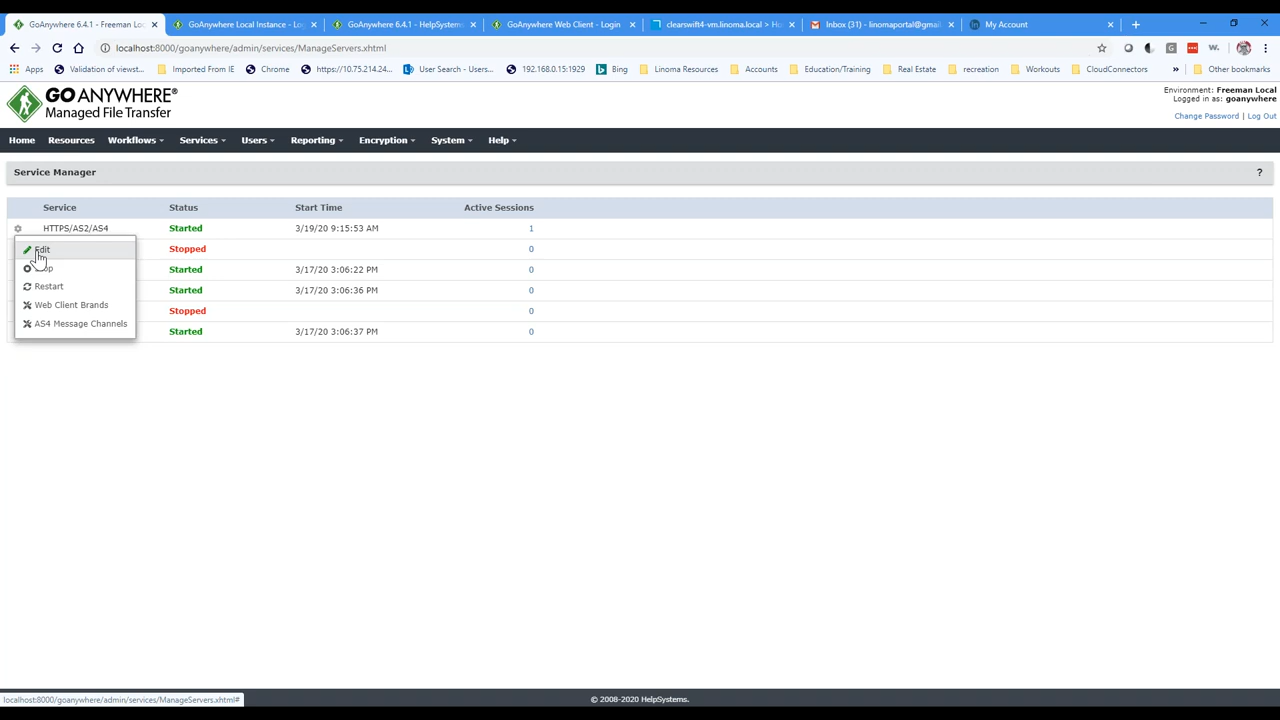 GoAnywhere 6.4.1 - Freeman Loc
GoAnywhere Local Instance - Lo
GoAnywhere 6.4.1 - HelpSystems
GoAnywhere Web Client - Login
clearswift4-vm.linoma.local > Ho
Inbox (31) - linomaportal@gmai
My Account
localhost:8000/goanywhere/admin/services/ManageServers.xhtml
Apps
Validation of viewst...
Imported From IE
Chrome
https://10.75.214.24...
User Search - Users...
192.168.0.15:1929
Bing
Linoma Resources
Accounts
Education/Training
Real Estate
recreation
Workouts
CloudConnectors
»
Other bookmarks
GOANYWHERE®
Managed File Transfer
Environment: Freeman Local
Logged in as: goanywhere
Change Password | Log Out
Home Resources Workflows Services Users Reporting Encryption System Help
Service Manager ?
Service Status Start Time Active Sessions
HTTPS/AS2/AS4 Started 3/19/20 9:15:53 AM 1
Edit
Stopped 0
Started 3/17/20 3:06:22 PM 0
Restart
Started 3/17/20 3:06:36 PM 0
Web Client Brands
Stopped 0
AS4 Message Channels
Started 3/17/20 3:06:37 PM 0
localhost:8000/goanywhere/admin/services/ManageServers.xhtml#
© 2008-2020 HelpSystems.